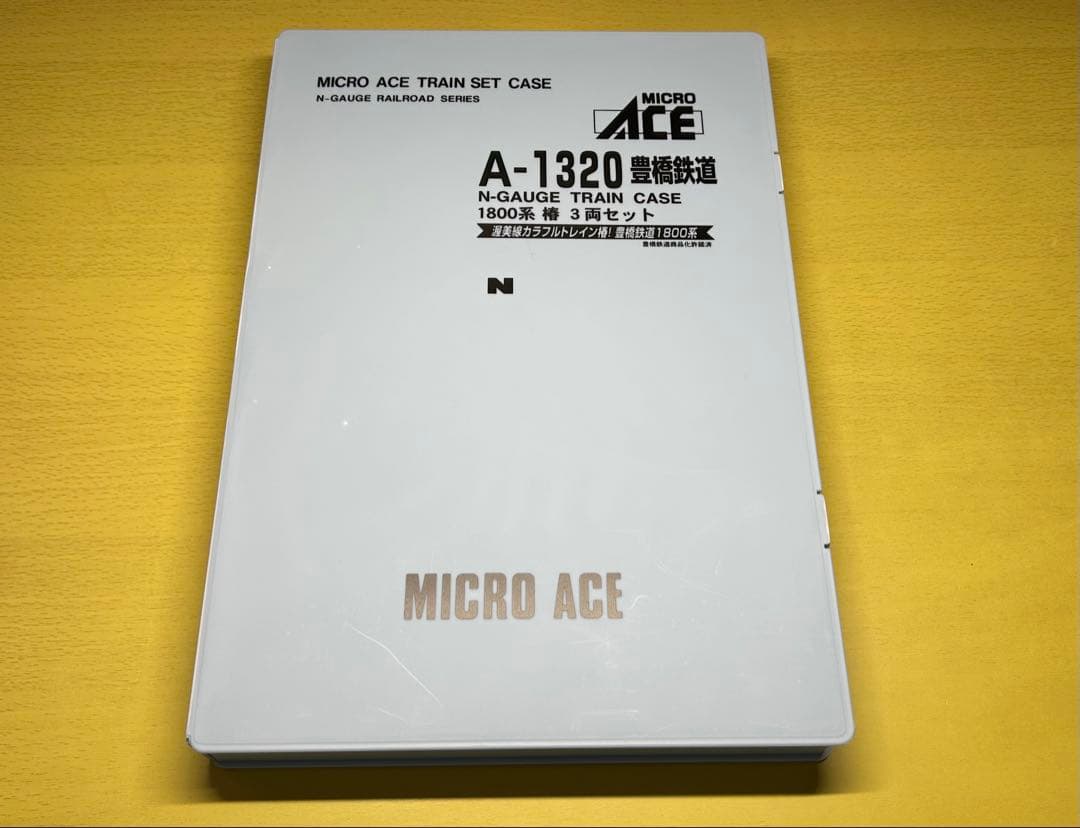 MICRO ACE TRAIN SET CASE
N-GAUGE RAILROAD SERIES
MICRO
ACE
A-1320 豊橋鉄道
N-GAUGE TRAIN CASE
1800系 椿 3両セット
渥美線カラフルトレイン椿! 豊橋鉄道1800系
豊橋鉄道商品化許諾済
N
MICRO ACE